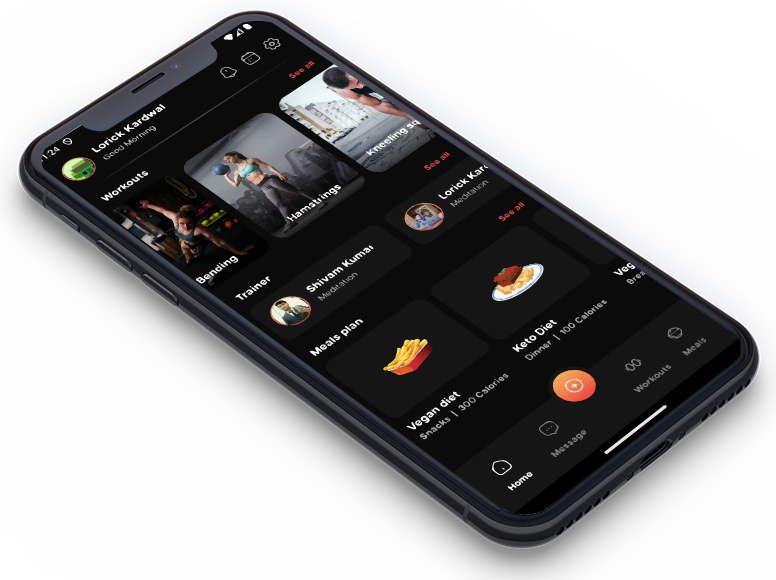 1:24
Lorick Kardwal
Good Morning
Workouts
See all
Bending
Hamstrings
Kneeling sq
Trainer
See all
Shivam Kumar
Meditation
Lorick Kar
Meditation
Meals plan
See all
Vegan diet
Snacks | 300 Calories
Keto Diet
Dinner | 100 Calories
Veg
Brea
Home
Message
Workouts
Meals